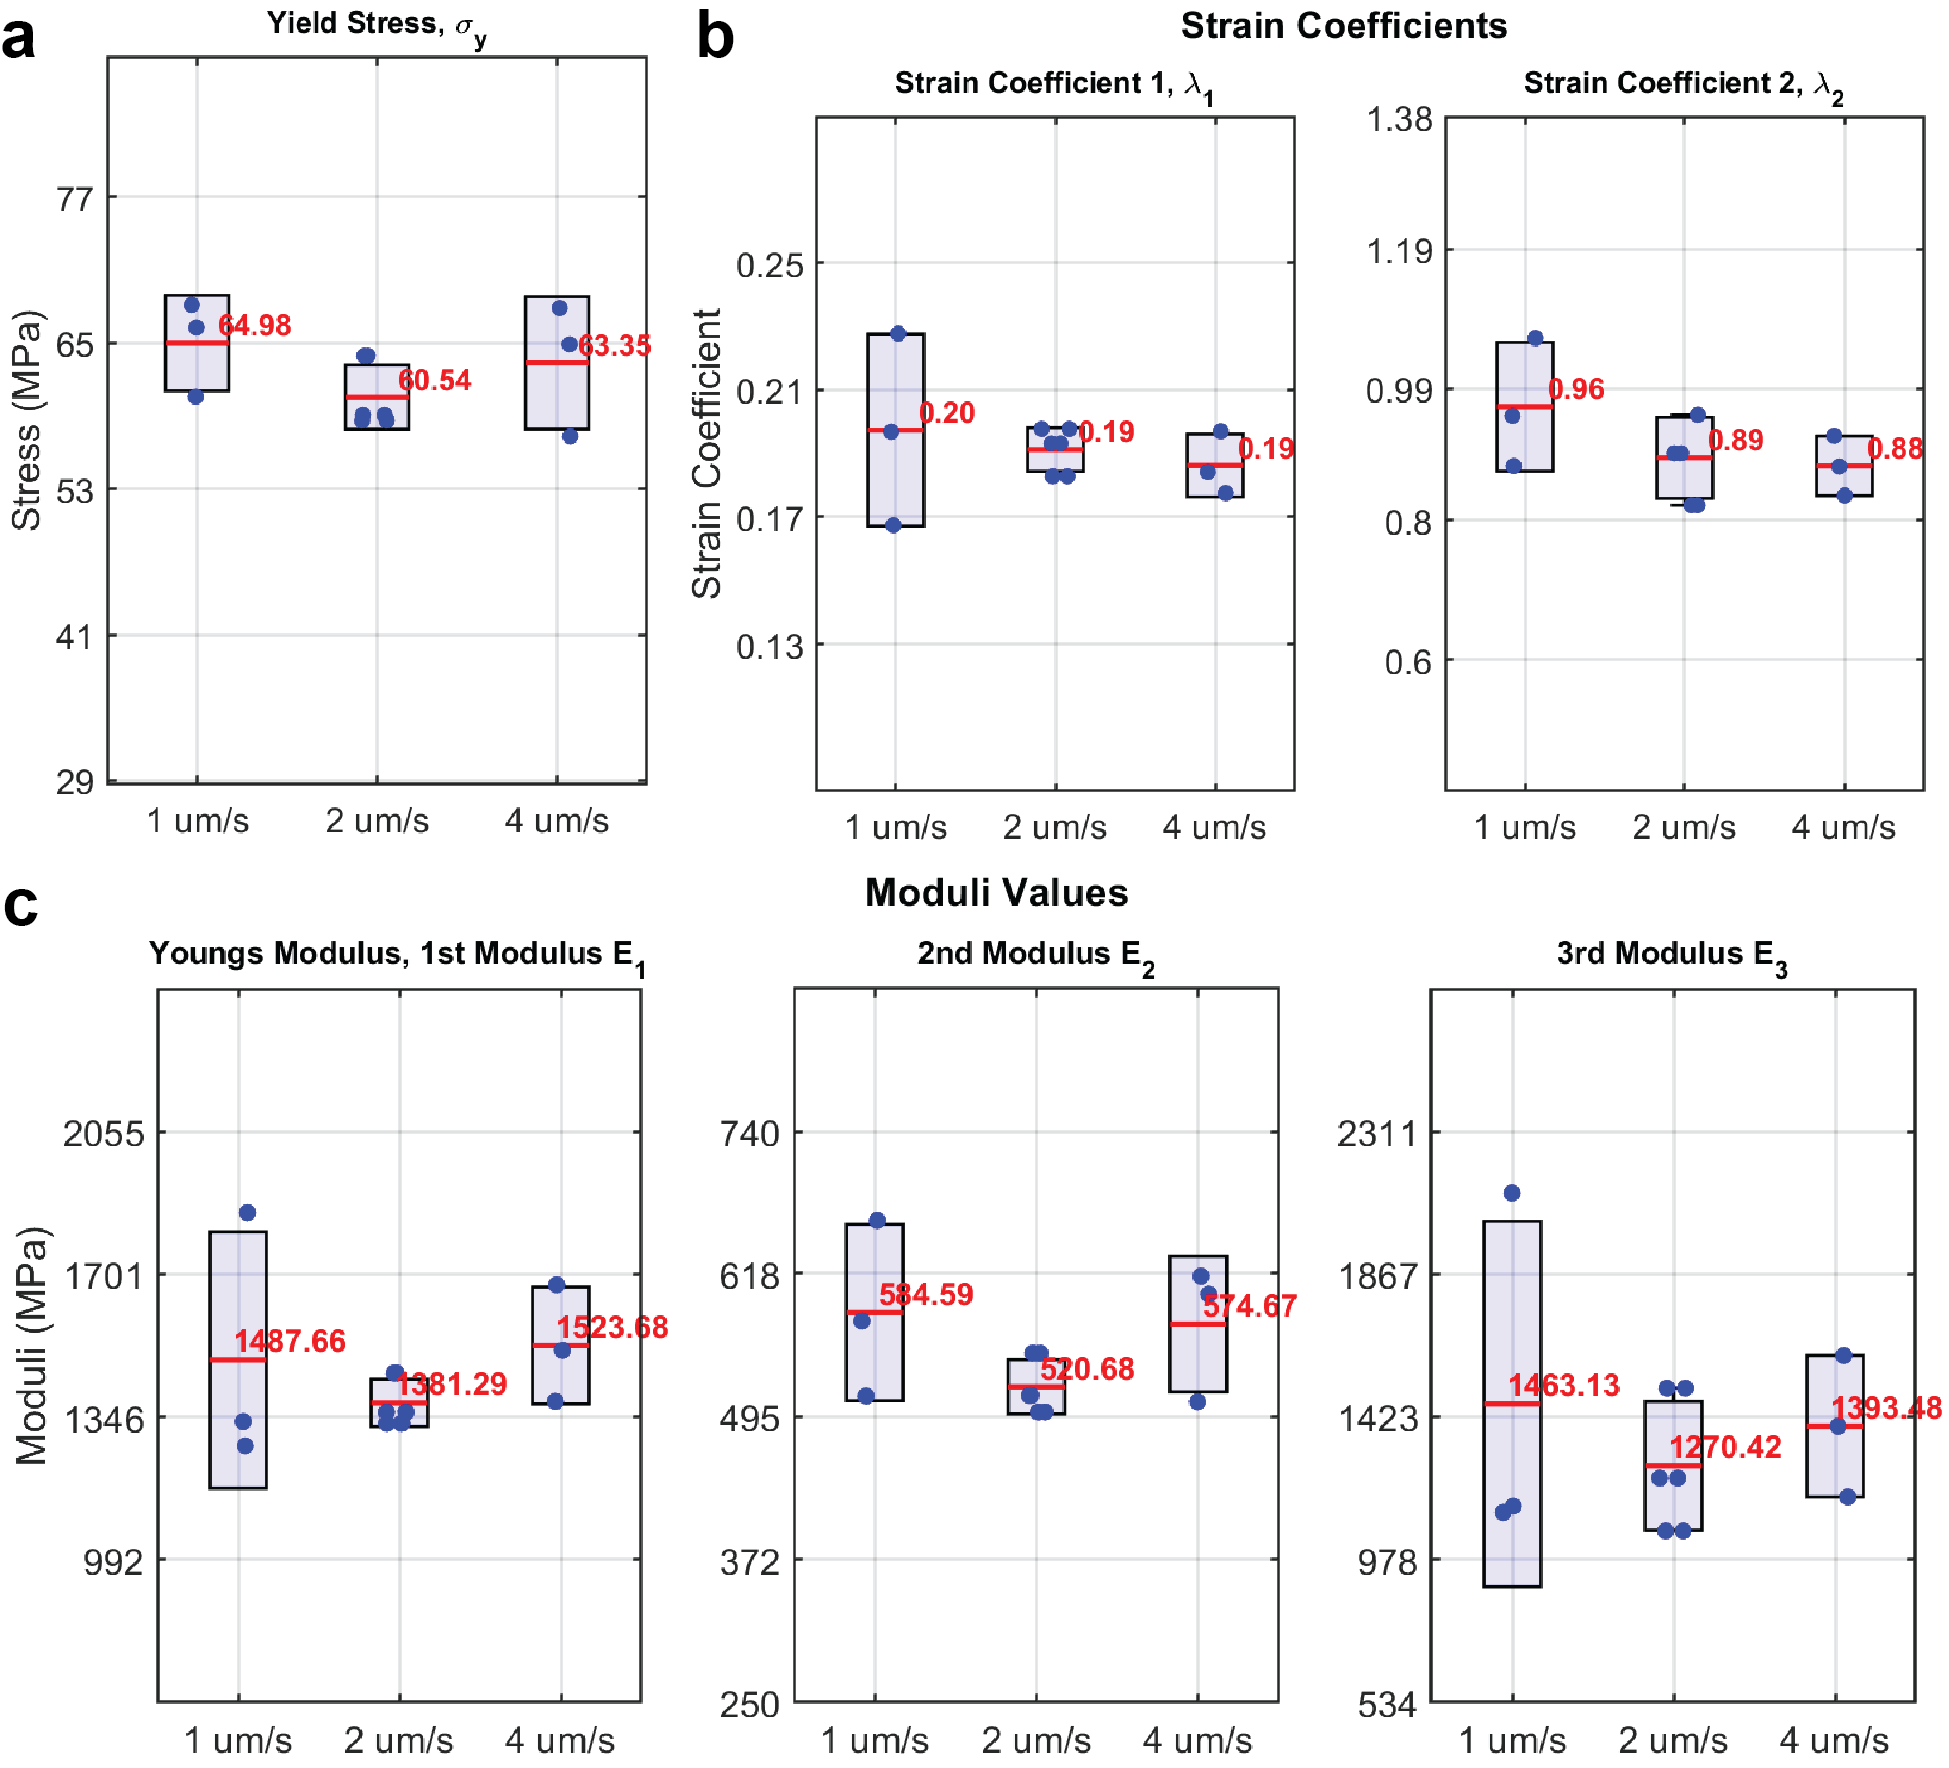 a
Yield Stress, σy
Stress (MPa)
77
65
53
41
29
64.98
60.54
63.35
1 um/s 2 um/s 4 um/s
b
Strain Coefficients
Strain Coefficient 1, λ1
Strain Coefficient
0.25
0.21
0.17
0.13
0.20
0.19
0.19
1 um/s 2 um/s 4 um/s
Strain Coefficient 2, λ2
1.38
1.19
0.99
0.8
0.6
0.96
0.89
0.88
1 um/s 2 um/s 4 um/s
c
Moduli Values
Youngs Modulus, 1st Modulus E1
Moduli (MPa)
2055
1701
1346
992
1487.66
1381.29
1523.68
1 um/s 2 um/s 4 um/s
2nd Modulus E2
740
618
495
372
250
584.59
520.68
574.67
1 um/s 2 um/s 4 um/s
3rd Modulus E3
2311
1867
1423
978
534
1463.13
1270.42
1393.48
1 um/s 2 um/s 4 um/s